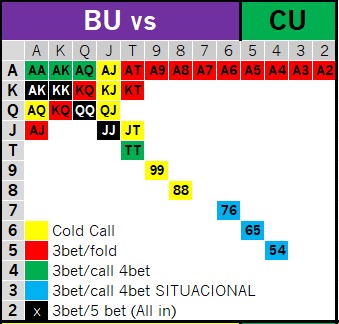 BU vs CU
A K Q J T 9 8 7 6 5 4 3 2
A AA AK AQ AJ AT A9 A8 A7 A6 A5 A4 A3 A2
K AK KK KQ KJ KT
Q AQ KQ QQ QJ
J AJ JJ JT
T TT
9 99
8 88
7 76
6 Cold Call 65
5 3bet/fold 54
4 3bet/call 4bet
3 3bet/call 4bet SITUACIONAL
2 x 3bet/5 bet (All in)